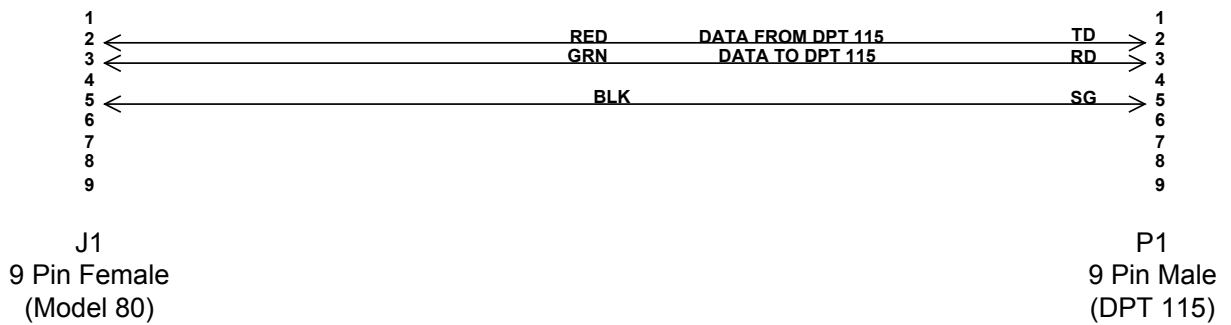 1 1
2 RED DATA FROM DPT 115 TD 2
3 GRN DATA TO DPT 115 RD 3
4 4
5 BLK SG 5
6 6
7 7
8 8
9 9
J1 P1
9 Pin Female 9 Pin Male
(Model 80) (DPT 115)